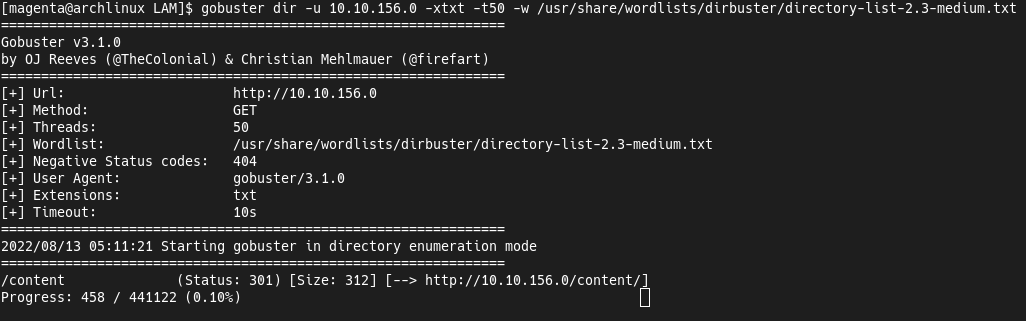 [magenta@archlinux LAM]$ gobuster dir -u 10.10.156.0 -xtxt -t50 -w /usr/share/wordlists/dirbuster/directory-list-2.3-medium.txt
===============================================================
Gobuster v3.1.0
by OJ Reeves (@TheColonial) & Christian Mehlmauer (@firefart)
===============================================================
[+] Url:                     http://10.10.156.0
[+] Method:                  GET
[+] Threads:                 50
[+] Wordlist:                /usr/share/wordlists/dirbuster/directory-list-2.3-medium.txt
[+] Negative Status codes:   404
[+] User Agent:              gobuster/3.1.0
[+] Extensions:              txt
[+] Timeout:                 10s
===============================================================
2022/08/13 05:11:21 Starting gobuster in directory enumeration mode
===============================================================
/content              (Status: 301) [Size: 312] [--> http://10.10.156.0/content/]
Progress: 458 / 441122 (0.10%)